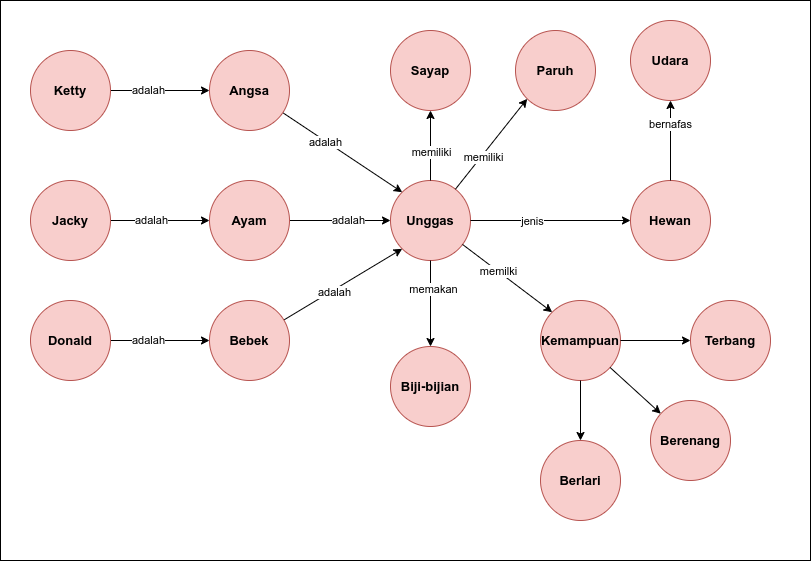 Ketty
adalah
Angsa
Sayap
Paruh
Udara
adalah
memiliki
memiliki
bernafas
Jacky
adalah
Ayam
adalah
Unggas
jenis
Hewan
adalah
memakan
memilki
Donald
adalah
Bebek
Biji-bijian
Kemampuan
Terbang
Berenang
Berlari